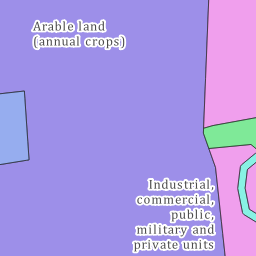 Arable land
(annual crops)
Industrial,
commercial,
public,
military and
private units